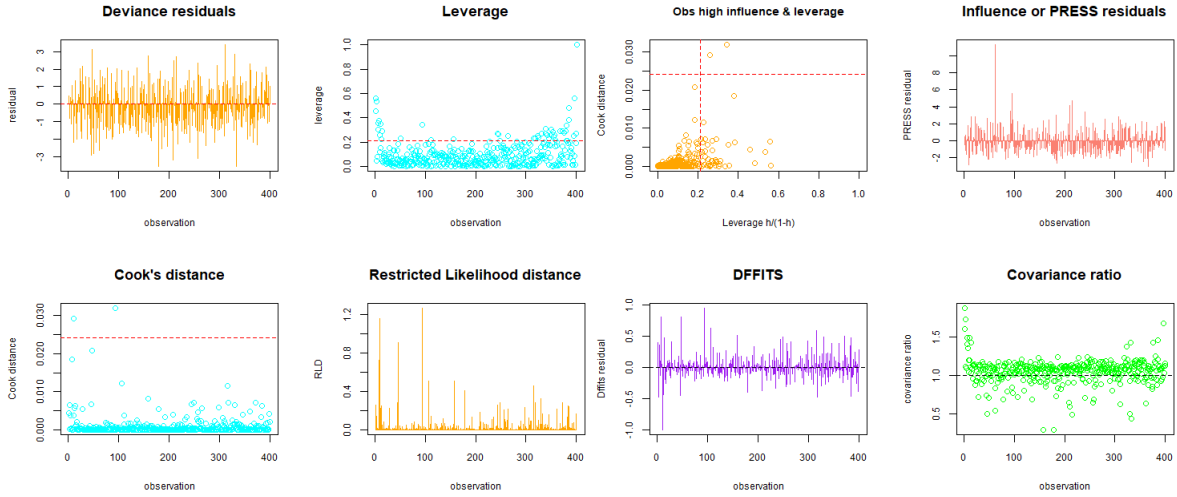 Deviance residuals
residual
3
2
1
0
-1
-3
0 100 200 300 400
observation
Leverage
leverage
1.0
0.8
0.6
0.4
0.2
0.0
0 100 200 300 400
observation
Obs high influence & leverage
Cook distance
0.030
0.020
0.010
0.000
0.0 0.2 0.4 0.6 0.8 1.0
Leverage h/(1-h)
Influence or PRESS residuals
PRESS residual
10
8
6
4
2
0
-2
0 100 200 300 400
observation
Cook's distance
Cook distance
0.030
0.020
0.010
0.000
0 100 200 300 400
observation
Restricted Likelihood distance
RLD
1.2
0.8
0.4
0.0
0 100 200 300 400
observation
DFFITS
Dffits residual
1.0
0.5
0.0
-0.5
-1.0
0 100 200 300 400
observation
Covariance ratio
covariance ratio
1.5
1.0
0.5
0 100 200 300 400
observation